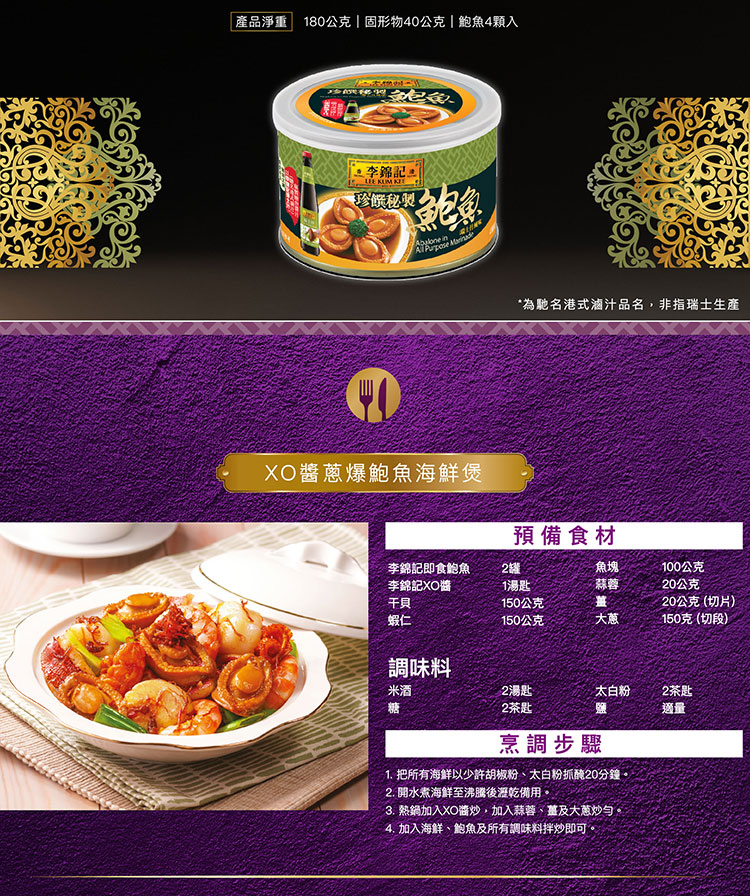 產品淨重 180公克｜固形物40公克｜鮑魚4顆入
李錦記
珍饌秘製 鮑魚
李錦記
LEE KUM KEE
珍饌秘製 鮑魚
Abalone in
All Purpose Marinade
*為馳名港式滷汁品名，非指瑞士生產
XO醬蔥爆鮑魚海鮮煲
預備食材
李錦記即食鮑魚 2罐 魚塊 100公克
李錦記XO醬 1湯匙 蒜蓉 20公克
干貝 150公克 薑 20公克 (切片)
蝦仁 150公克 大蔥 150克 (切段)
調味料
米酒 2湯匙 太白粉 2茶匙
糖 2茶匙 鹽 適量
烹調步驟
1. 把所有海鮮以少許胡椒粉、太白粉抓醃20分鐘。
2. 開水煮海鮮至沸騰後瀝乾備用。
3. 熱鍋加入XO醬炒，加入蒜蓉、薑及大蔥炒勻。
4. 加入海鮮、鮑魚及所有調味料拌炒即可。